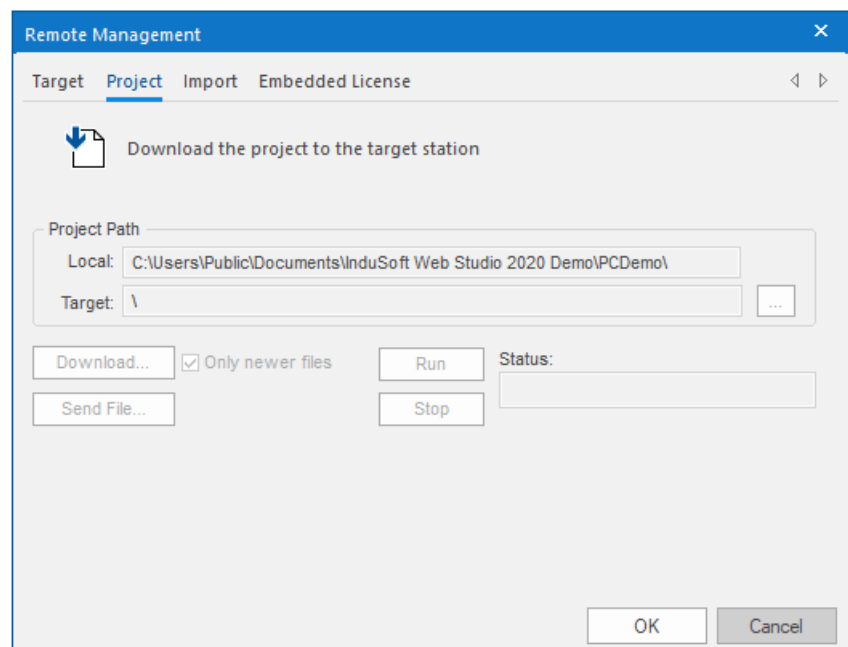 Remote Management
Target Project Import Embedded License
Download the project to the target station
Project Path
Local: C:\Users\Public\Documents\InduSoft Web Studio 2020 Demo\PCDemo\
Target: \ ...
Download... Only newer files Run Status:
Send File... Stop
OK Cancel